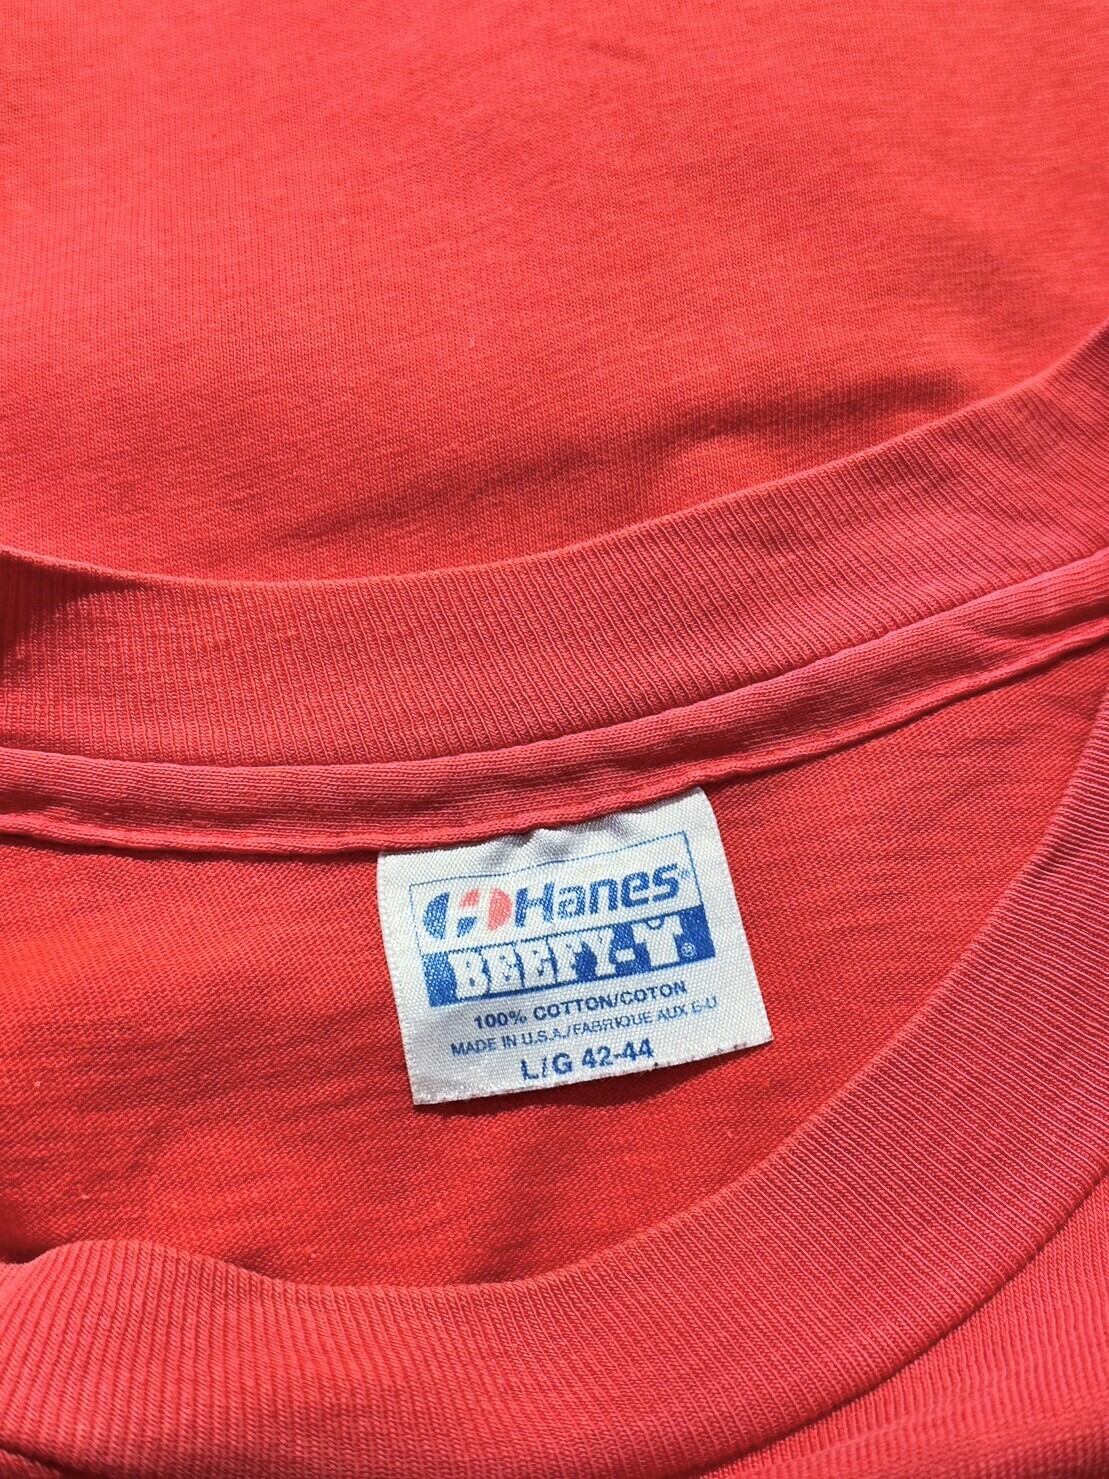 Hanes®
BEEFY-T®
100% COTTON/COTON
MADE IN U.S.A./FABRIQUE AUX E-U
L/G 42-44